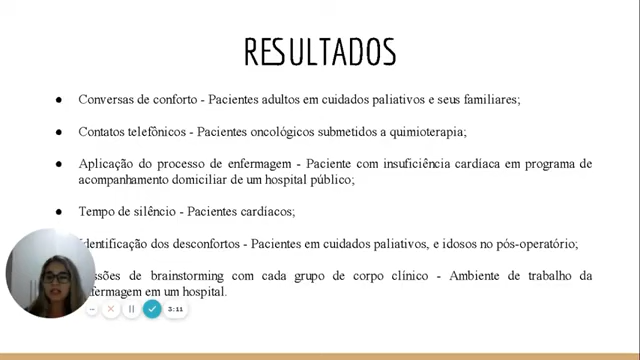 RESULTADOS
● Conversas de conforto - Pacientes adultos em cuidados paliativos e seus familiares;
● Contatos telefônicos - Pacientes oncológicos submetidos a quimioterapia;
● Aplicação do processo de enfermagem - Paciente com insuficiência cardíaca em programa de
acompanhamento domiciliar de um hospital público;
● Tempo de silêncio - Pacientes cardíacos;
dentificação dos desconfortos - Pacientes em cuidados paliativos, e idosos no pós-operatório;
ssões de brainstorming com cada grupo de corpo clínico - Ambiente de trabalho da
fermagem em um hospital.
3:11